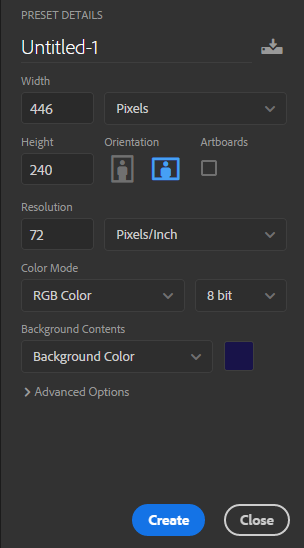 PRESET DETAILS
Untitled-1
Width
446 Pixels
Height Orientation Artboards
240
Resolution
72 Pixels/Inch
Color Mode
RGB Color 8 bit
Background Contents
Background Color
Advanced Options
Create Close